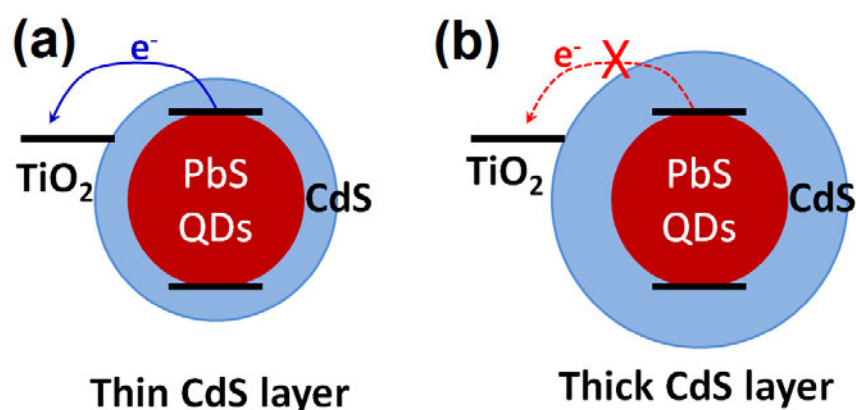 (a)
e⁻
TiO₂
PbS
QDs
CdS
Thin CdS layer
(b)
e⁻
X
TiO₂
PbS
QDs
CdS
Thick CdS layer